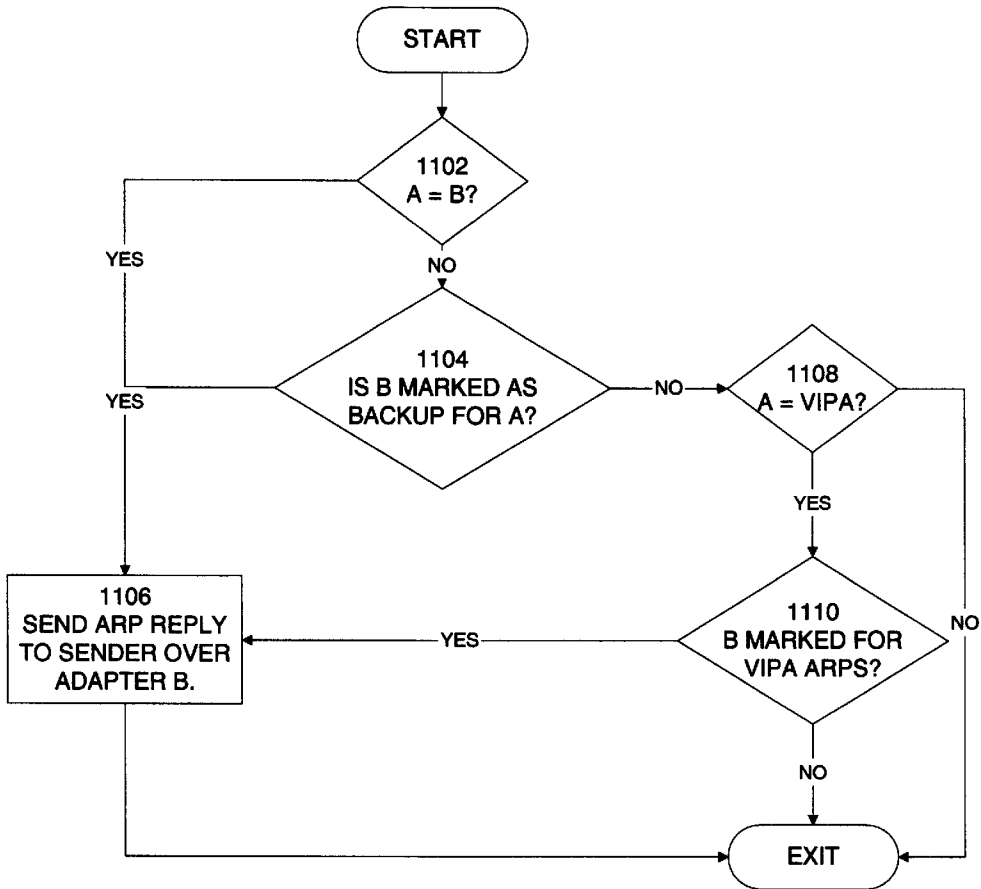 START
1102
A = B?
YES
NO
1104
IS B MARKED AS
BACKUP FOR A?
YES
NO
1108
A = VIPA?
YES
NO
1106
SEND ARP REPLY
TO SENDER OVER
ADAPTER B.
YES
1110
B MARKED FOR
VIPA ARPS?
NO
EXIT